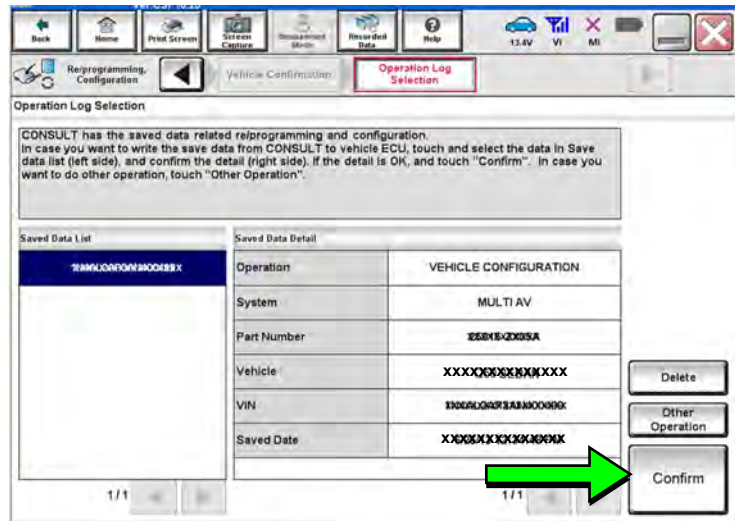 Back
Home
Print Screen
Screen Capture
Measurement Mode
Recorded Data
Help
13.4V
VI
MI
Re/programming, Configuration
Vehicle Confirmation
Operation Log Selection
Operation Log Selection
CONSULT has the saved data related re/programming and configuration.
In case you want to write the save data from CONSULT to vehicle ECU, touch and select the data in Save
data list (left side), and confirm the detail (right side). If the detail is OK, and touch "Confirm". In case you
want to do other operation, touch "Other Operation".
Saved Data List
Saved Data Detail
Operation
VEHICLE CONFIGURATION
System
MULTI AV
Part Number
Vehicle
Delete
VIN
Other Operation
Saved Date
Confirm
1/1
1/1